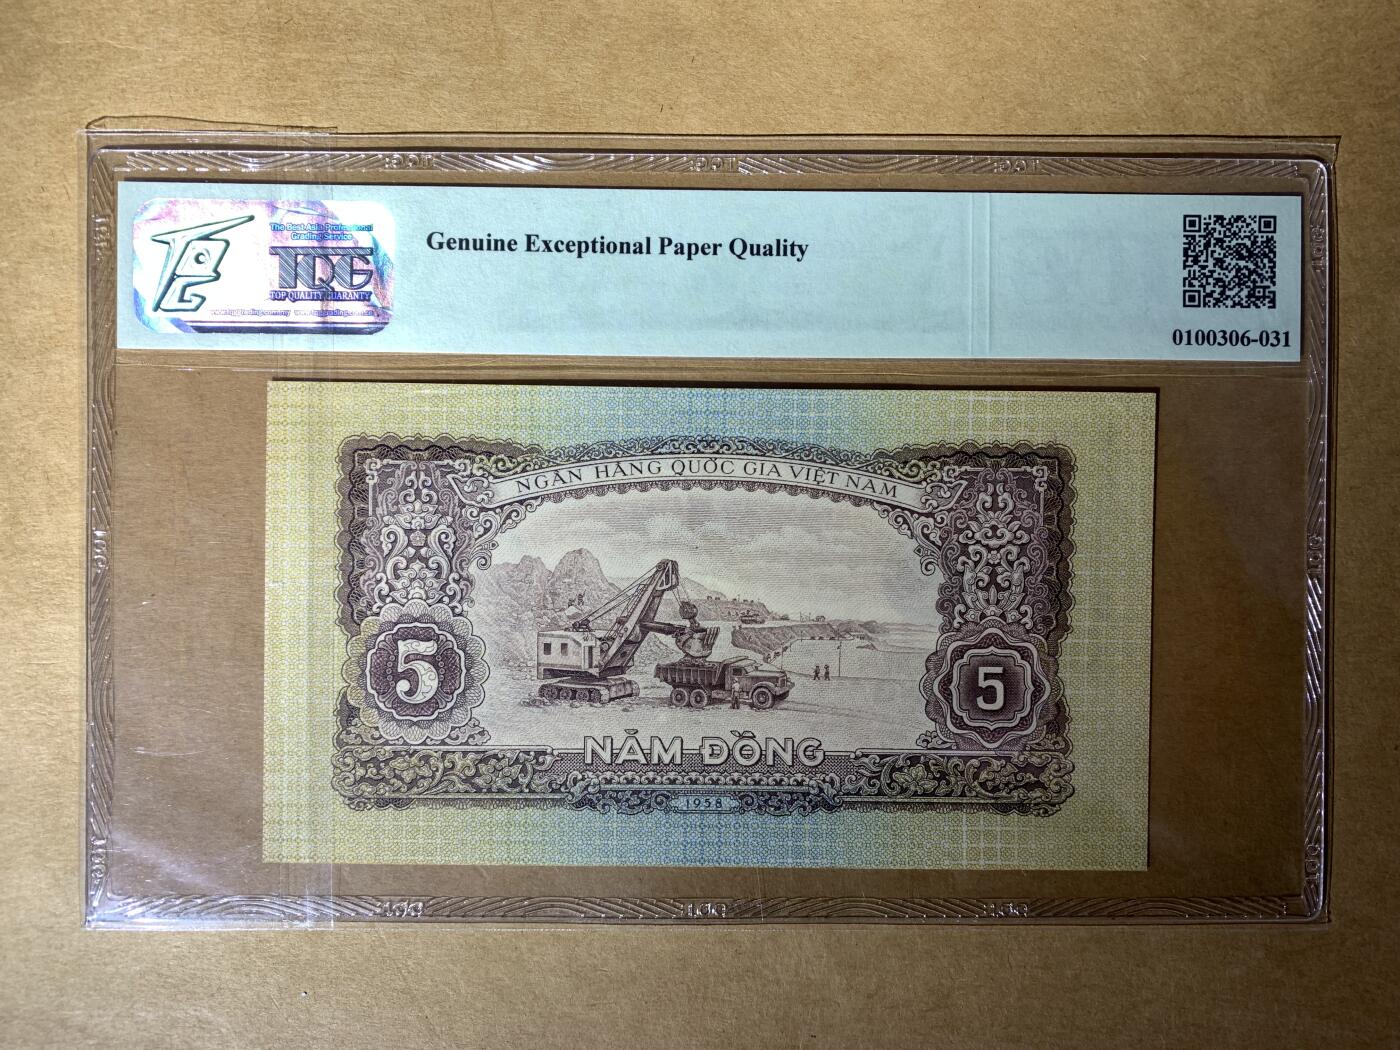 The Best Asia Professional
Grading Service
TQG
TOP QUALITY GUARANTY
Genuine Exceptional Paper Quality
0100306-031
NGÂN HÀNG QUỐC GIA VIỆT NAM
5
5
NĂM ĐỒNG
1958